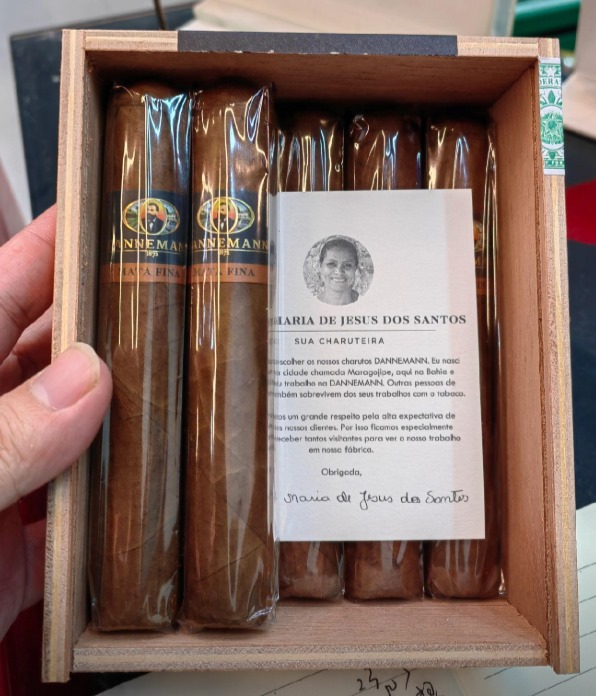 ANNEMANN
1873
MATA FINA
ANNEMANN
1873
MATA FINA
MARIA DE JESUS DOS SANTOS
SUA CHARUTEIRA
escolher os nossos charutos DANNEMANN. Eu nasci
cidade chamada Maragojipe, aqui na Bahia e
trabalho na DANNEMANN. Outras pessoas de
também sobrevivem dos seus trabalhos com o tabaco.
um grande respeito pela alta expectativa de
nossos clientes. Por isso ficamos especialmente
receber tantos visitantes para ver o nosso trabalho
em nossa fábrica.
Obrigada,
Maria de Jesus dos Santos